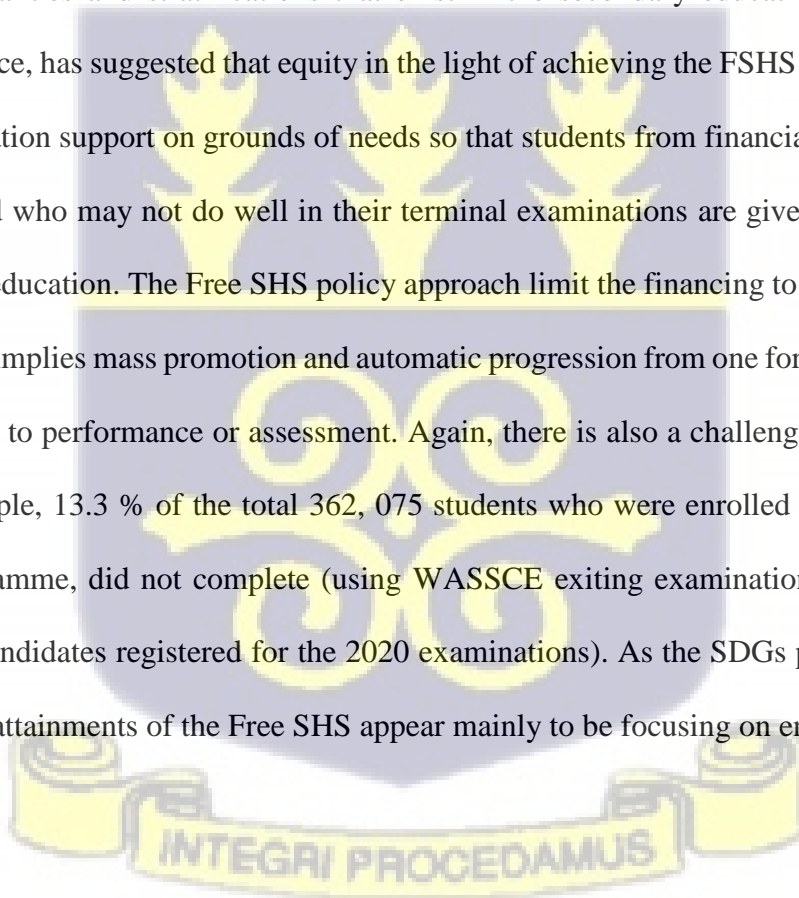 ce, has suggested that equity in the light of achieving the FSHS
tion support on grounds of needs so that students from financia
l who may not do well in their terminal examinations are give
education. The Free SHS policy approach limit the financing to
implies mass promotion and automatic progression from one for
to performance or assessment. Again, there is also a challeng
ple, 13.3 % of the total 362, 075 students who were enrolled
amme, did not complete (using WASSCE exiting examination
ndidates registered for the 2020 examinations). As the SDGs p
attainments of the Free SHS appear mainly to be focusing on en
INTEGRI PROCEDAMUS